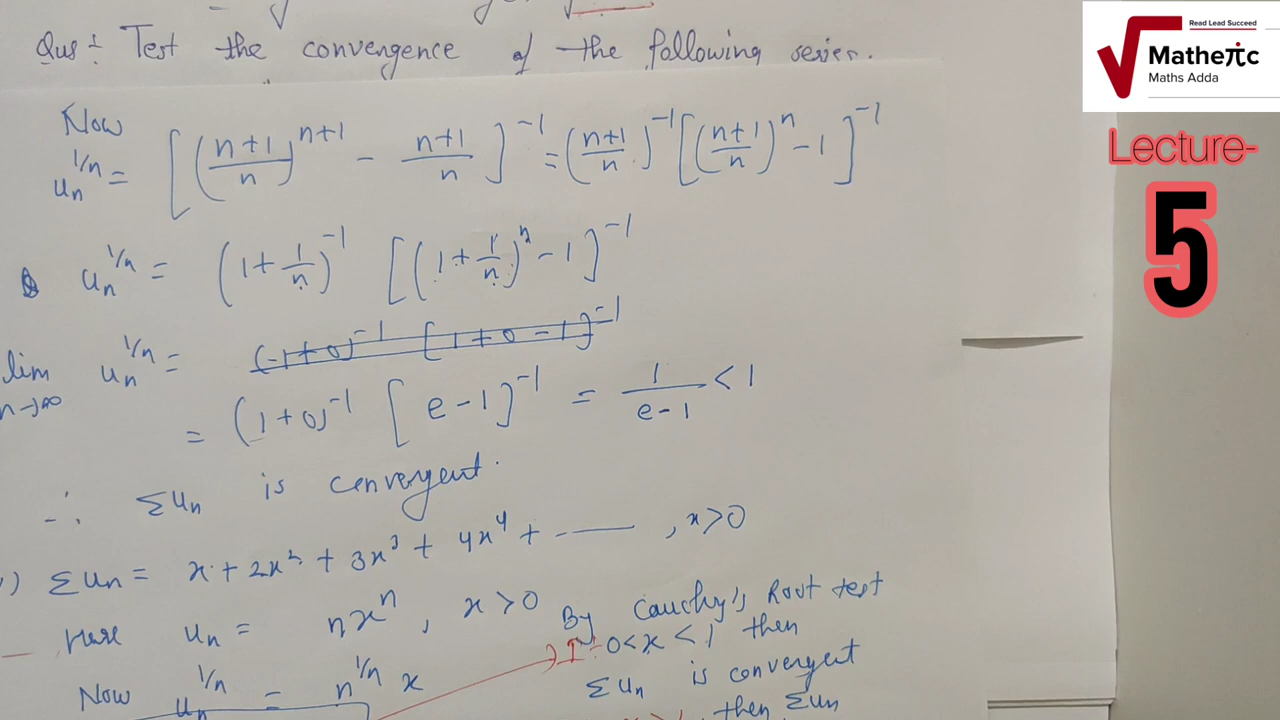 Qus:- Test the convergence of the following series.
Now
u_n^{1/n} = [((n+1)/n)^{n+1} - (n+1)/n]^{-1} = ((n+1)/n)^{-1} [((n+1)/n)^n - 1]^{-1}
u_n^{1/n} = (1 + 1/n)^{-1} [(1 + 1/n)^n - 1]^{-1}
lim n→∞ u_n^{1/n} =
= (1+0)^{-1} [e-1]^{-1} = 1/(e-1) < 1
∴ Σu_n is convergent.
) Σu_n = x + 2x^2 + 3x^3 + 4x^4 + -—— , x>0
Here u_n = nx^n , x>0
Now u_n^{1/n} = n^{1/n} x
By Cauchy's Root test
I:- 0<x<1 then
Σu_n is convergent
then Σu_n
Read Lead Succeed
Matheπc
Maths Adda
Lecture-
5